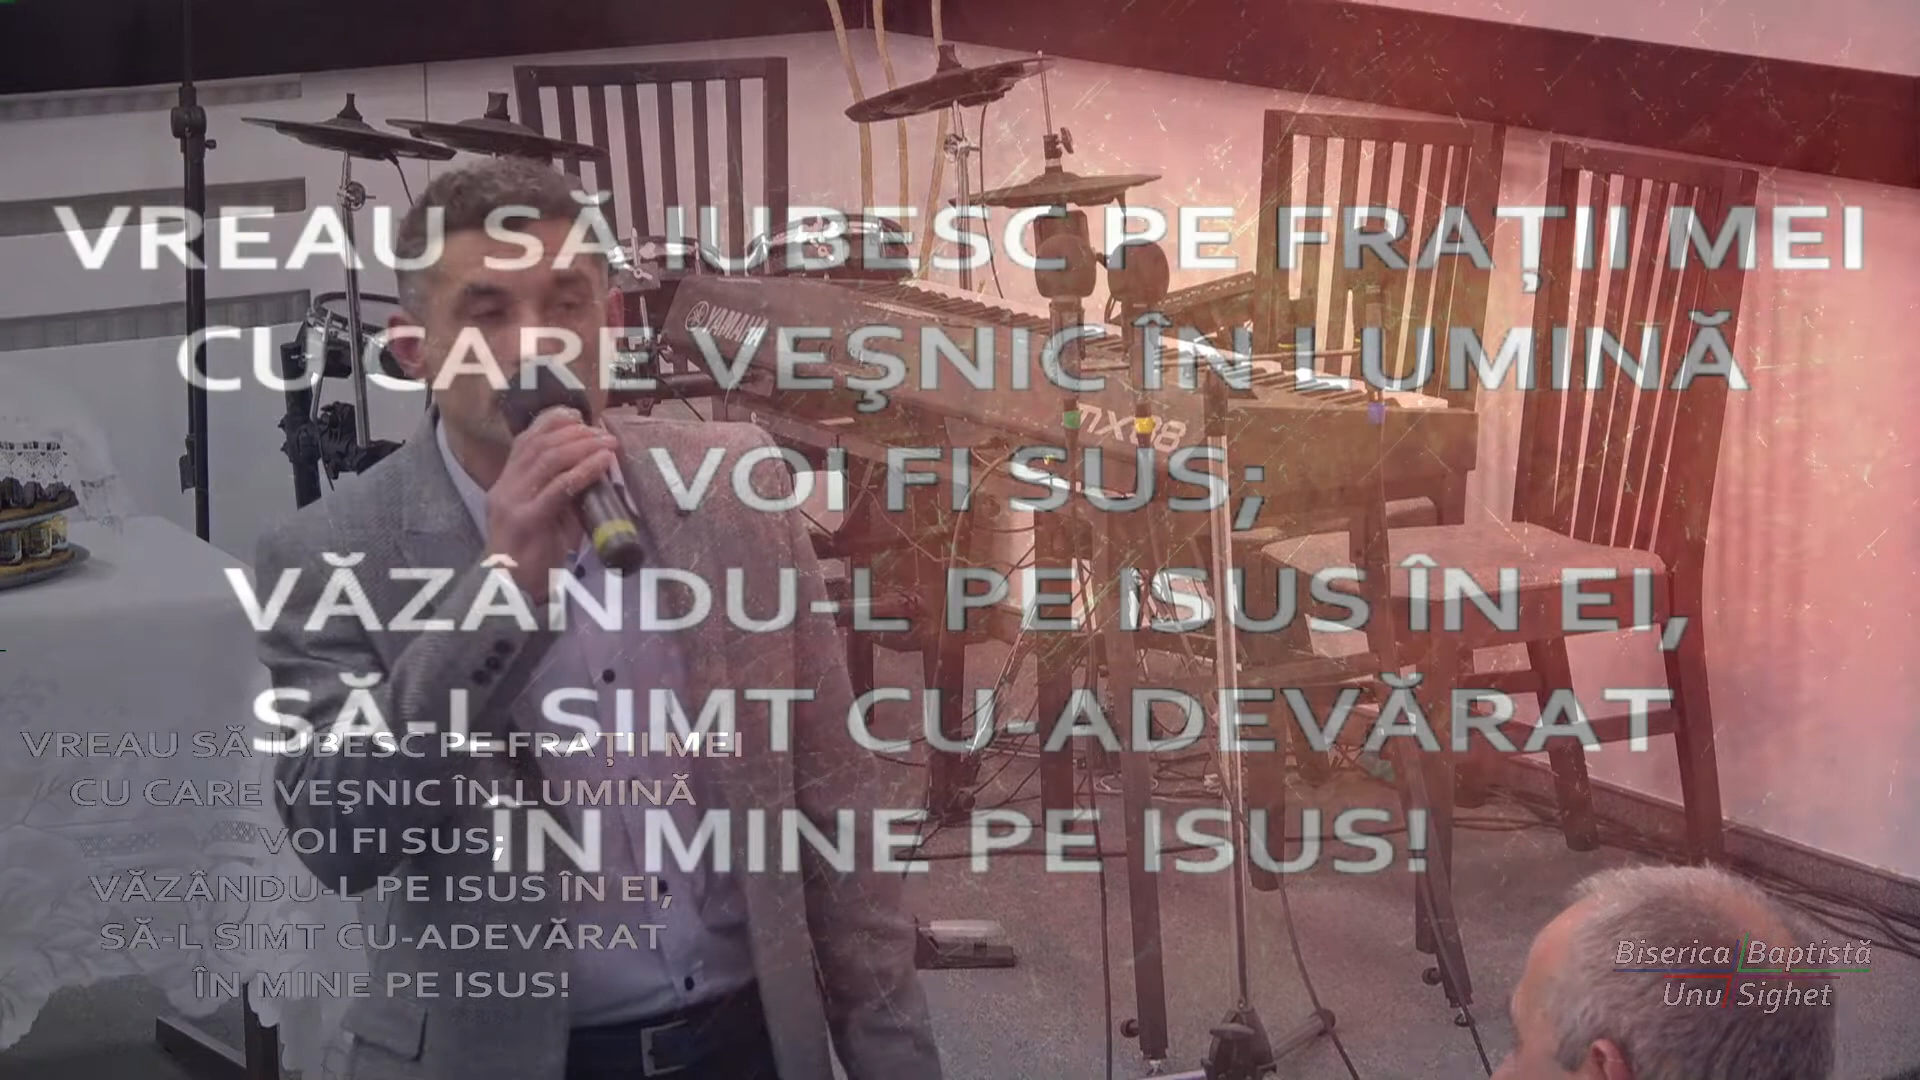 VREAU SĂ IUBESC PE FRAȚII MEI
CU CARE VEŞNIC ÎN LUMINĂ
VOI FI SUS;
VĂZÂNDU-L PE ISUS ÎN EI,
SĂ-L SIMT CU-ADEVĂRAT
ÎN MINE PE ISUS!
YAMAHA
MX88
VREAU SĂ IUBESC PE FRAȚII MEI
CU CARE VEŞNIC ÎN LUMINĂ
VOI FI SUS;
VĂZÂNDU-L PE ISUS ÎN EI,
SĂ-L SIMT CU-ADEVĂRAT
ÎN MINE PE ISUS!
Biserica Baptistă
Unu Sighet